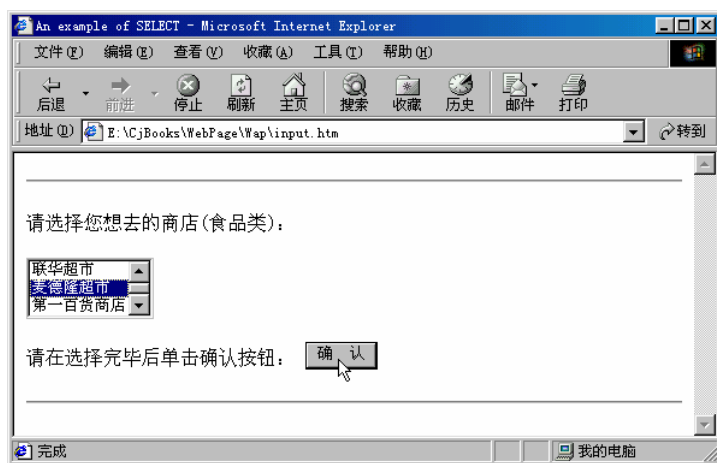 An example of SELECT - Microsoft Internet Explorer
文件(F) 编辑(E) 查看(V) 收藏(A) 工具(T) 帮助(H)
后退 前进 停止 刷新 主页 搜索 收藏 历史 邮件 打印
地址(D) E:\CjBooks\WebPage\Wap\input.htm 转到
请选择您想去的商店(食品类):
联华超市
麦德隆超市
第一百货商店
请在选择完毕后单击确认按钮: 确 认
完成 我的电脑